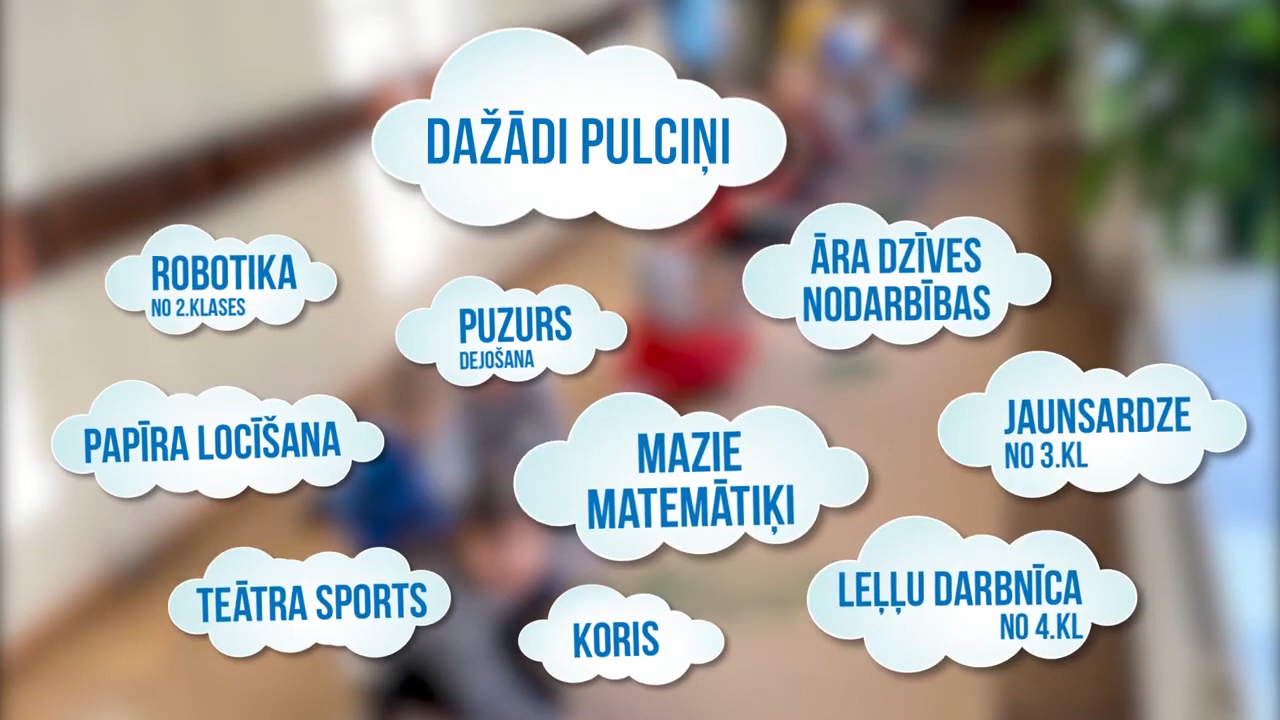 DAŽĀDI PULCIŅI
ROBOTIKA
NO 2.KLASES
PUZURS
DEJOŠANA
ĀRA DZĪVES
NODARBĪBAS
PAPĪRA LOCĪŠANA
MAZIE
MATEMĀTIĶI
JAUNSARDZE
NO 3.KL
TEĀTRA SPORTS
KORIS
LEĻĻU DARBNĪCA
NO 4.KL